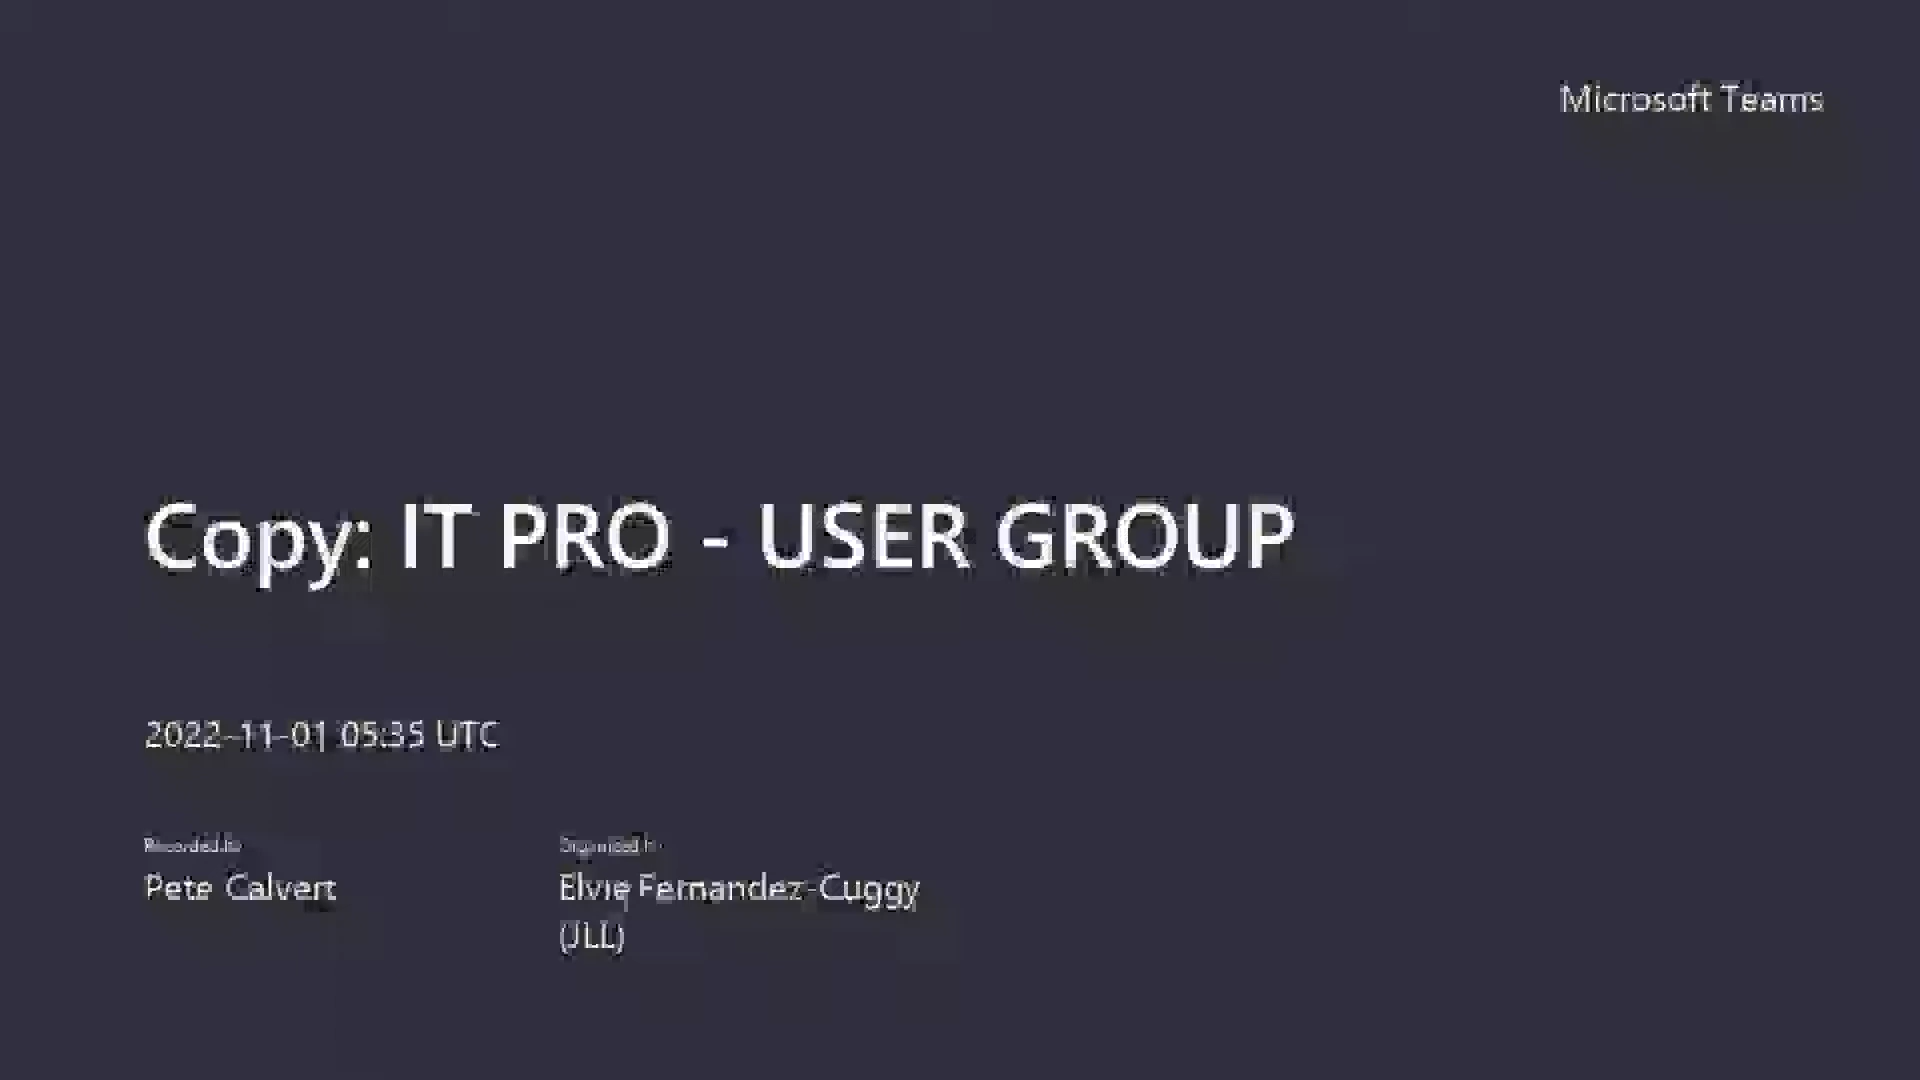 Microsoft Teams
Copy: IT PRO - USER GROUP
2022-11-01 05:35 UTC
Recorded by
Organized by
Pete Calvert
Elvie Fernandez-Cuggy
(JLL)